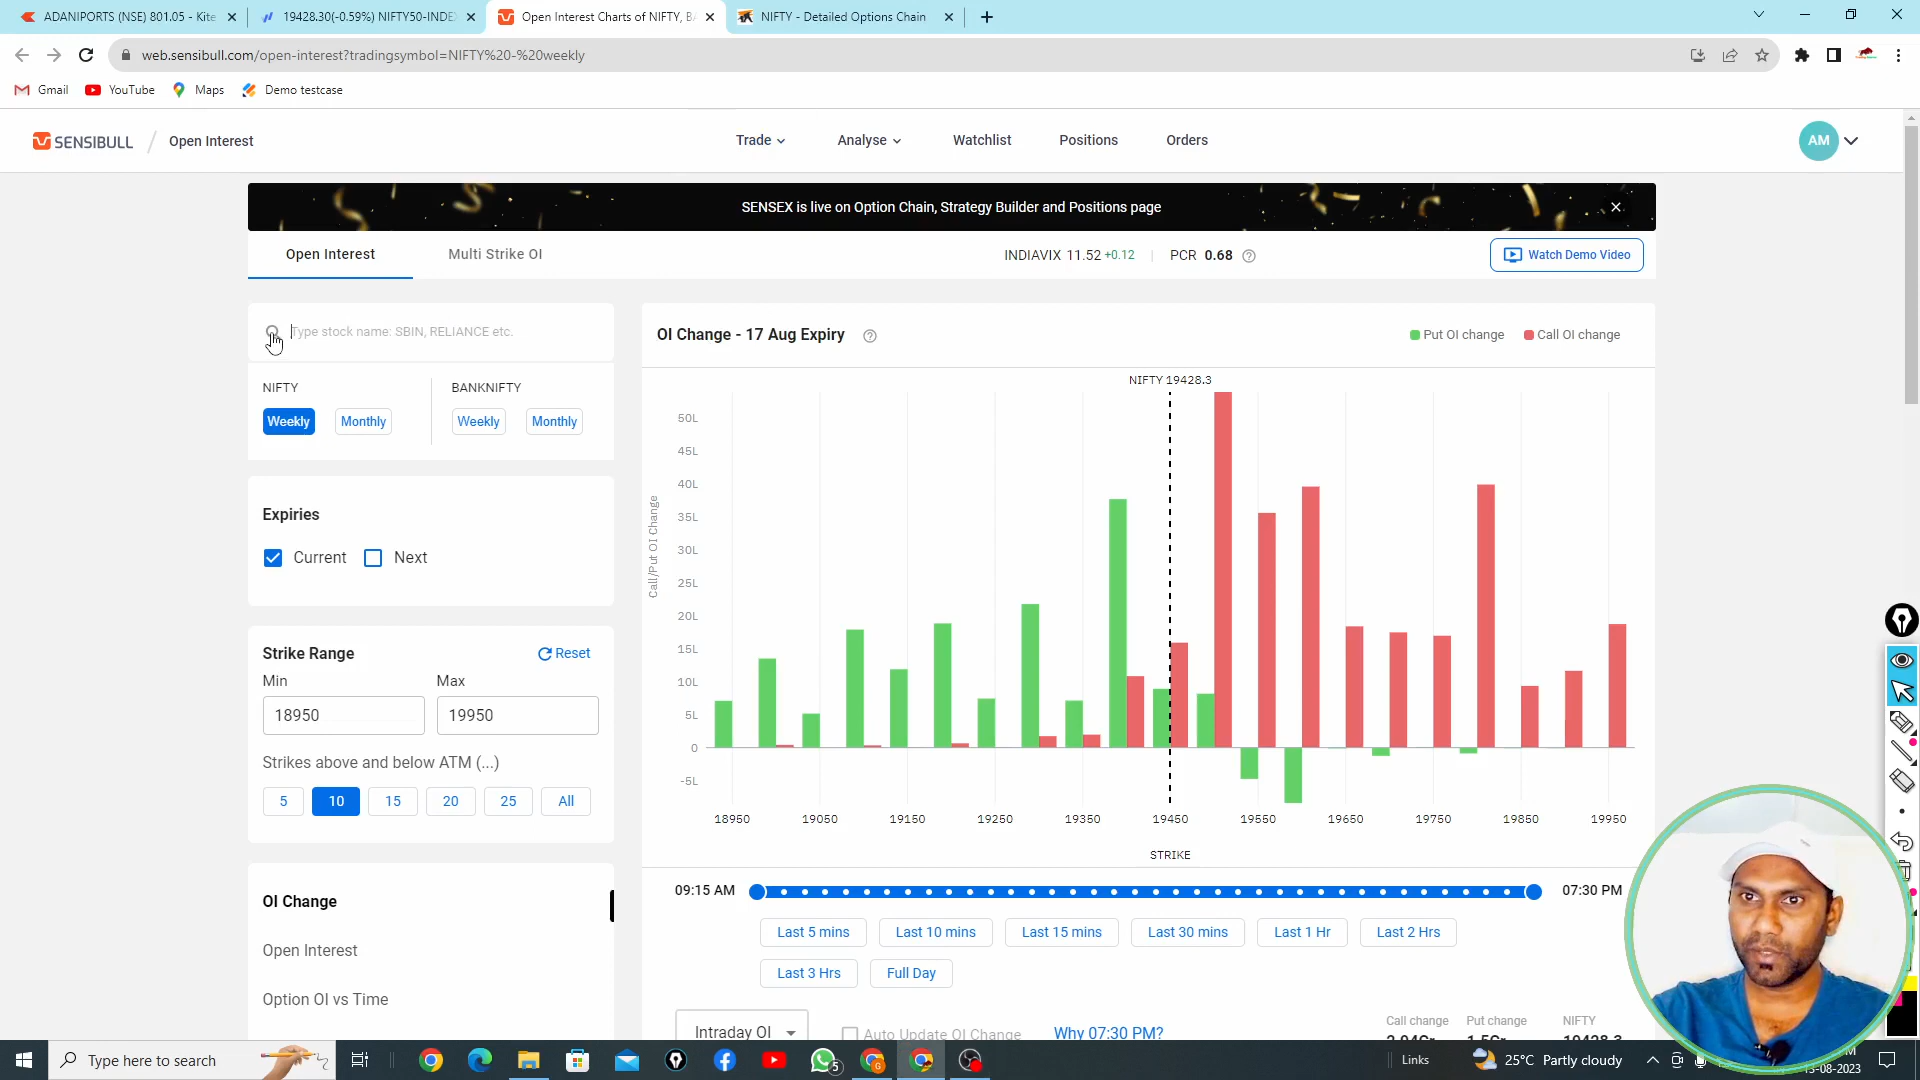 ADANIPORTS (NSE) 801.05 - Kite
19428.30(-0.59%) NIFTY50-INDE
Open Interest Charts of NIFTY, B
NIFTY - Detailed Options Chain
web.sensibull.com/open-interest?tradingsymbol=NIFTY%20-%20weekly
Gmail
YouTube
Maps
Demo testcase
SENSIBULL
Open Interest
Trade
Analyse
Watchlist
Positions
Orders
AM
SENSEX is live on Option Chain, Strategy Builder and Positions page
Open Interest
Multi Strike OI
INDIAVIX 11.52 +0.12
PCR 0.68
Watch Demo Video
Type stock name: SBIN, RELIANCE etc.
NIFTY
BANKNIFTY
Weekly
Monthly
Weekly
Monthly
Expiries
Current
Next
Strike Range
Reset
Min
Max
18950
19950
Strikes above and below ATM (...)
5
10
15
20
25
All
OI Change
Open Interest
Option OI vs Time
OI Change - 17 Aug Expiry
Put OI change
Call OI change
NIFTY 19428.3
Call/Put OI Change
50L
45L
40L
35L
30L
25L
20L
15L
10L
5L
0
-5L
18950
19050
19150
19250
19350
19450
19550
19650
19750
19850
19950
STRIKE
09:15 AM
07:30 PM
Last 5 mins
Last 10 mins
Last 15 mins
Last 30 mins
Last 1 Hr
Last 2 Hrs
Last 3 Hrs
Full Day
Intraday OI
Auto Update OI Change
Why 07:30 PM?
Call change
Put change
NIFTY
19428.3
Type here to search
5
Links
25°C Partly cloudy
-08-2023